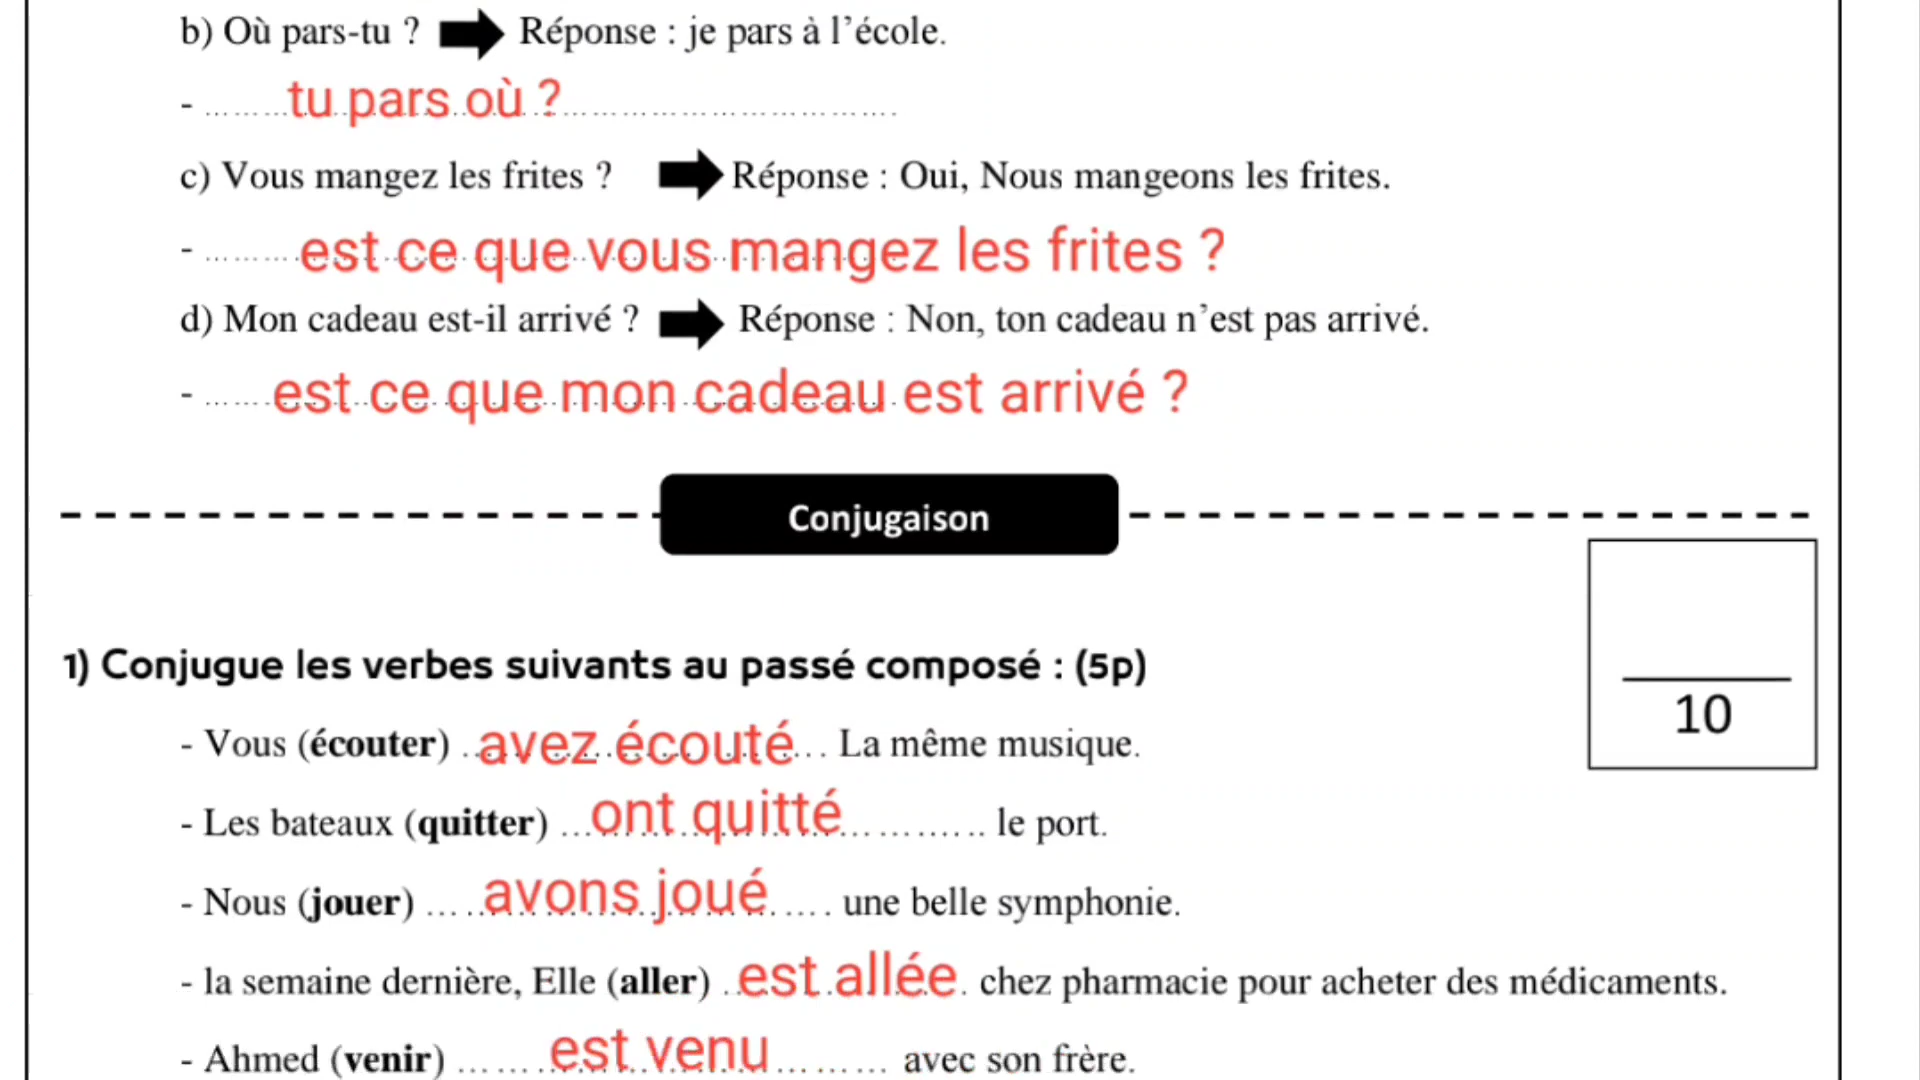 b) Où pars-tu ? Réponse : je pars à l’école.
- ........tu pars où ?..............................
c) Vous mangez les frites ? Réponse : Oui, Nous mangeons les frites.
- ........est ce que vous mangez les frites ?
d) Mon cadeau est-il arrivé ? Réponse : Non, ton cadeau n’est pas arrivé.
- ......est ce que mon cadeau est arrivé ?
Conjugaison
10
1) Conjugue les verbes suivants au passé composé : (5p)
- Vous (écouter) ..avez écouté... La même musique.
- Les bateaux (quitter) ...ont quitté............. le port.
- Nous (jouer) .....avons joué..... une belle symphonie.
- la semaine dernière, Elle (aller) ..est allée. chez pharmacie pour acheter des médicaments.
- Ahmed (venir) .......est venu......... avec son frère.